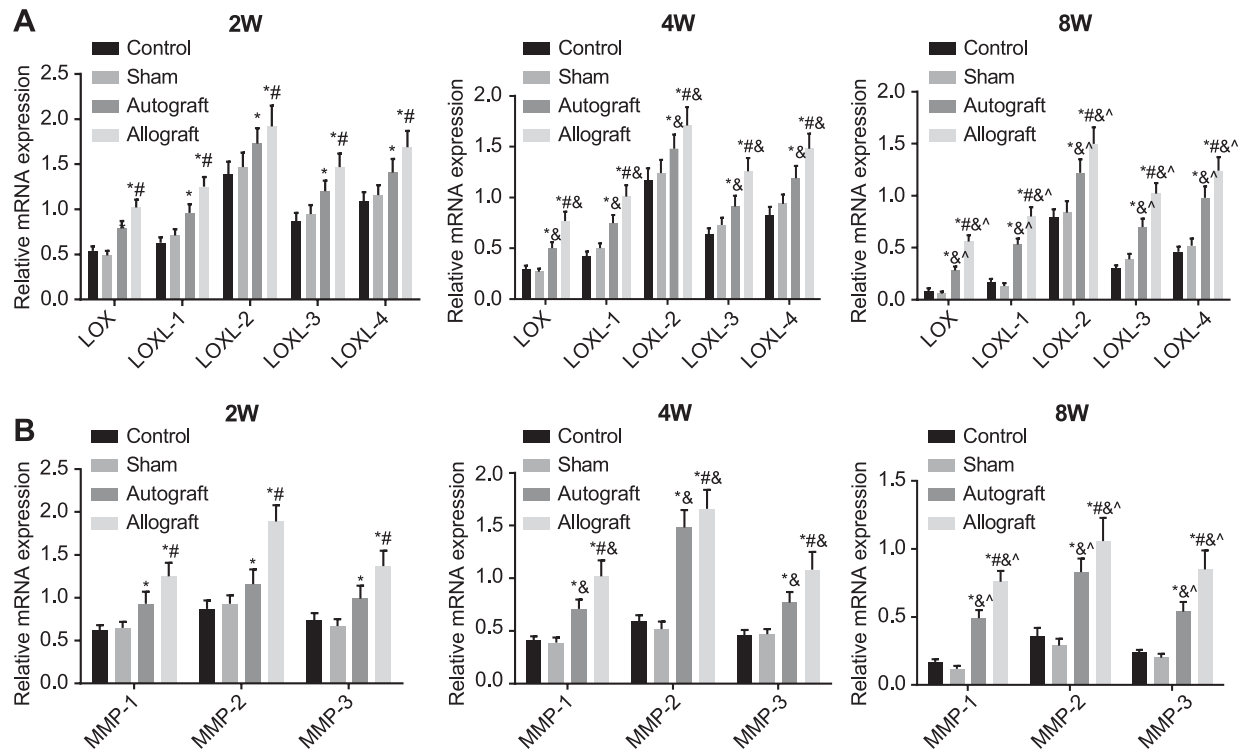 A
2W
Control
Sham
Autograft
Allograft
Relative mRNA expression
2.5
2.0
1.5
1.0
0.5
0.0
*#
* *#
* *#
* *#
* *#
LOX
LOXL-1
LOXL-2
LOXL-3
LOXL-4
4W
Control
Sham
Autograft
Allograft
Relative mRNA expression
2.0
1.5
1.0
0.5
0.0
*& *#&
*& *#&
*& *#&
*& *#&
*& *#&
LOX
LOXL-1
LOXL-2
LOXL-3
LOXL-4
8W
Control
Sham
Autograft
Allograft
Relative mRNA expression
2.0
1.5
1.0
0.5
0.0
*&^ *#&^
*&^ *#&^
*&^ *#&^
*&^ *#&^
*&^ *#&^
LOX
LOXL-1
LOXL-2
LOXL-3
LOXL-4
B
2W
Control
Sham
Autograft
Allograft
Relative mRNA expression
2.5
2.0
1.5
1.0
0.5
0.0
* *#
* *#
* *#
MMP-1
MMP-2
MMP-3
4W
Control
Sham
Autograft
Allograft
Relative mRNA expression
2.0
1.5
1.0
0.5
0.0
*& *#&
*& *#&
*& *#&
MMP-1
MMP-2
MMP-3
8W
Control
Sham
Autograft
Allograft
Relative mRNA expression
1.5
1.0
0.5
0.0
*&^ *#&^
*&^ *#&^
*&^ *#&^
MMP-1
MMP-2
MMP-3